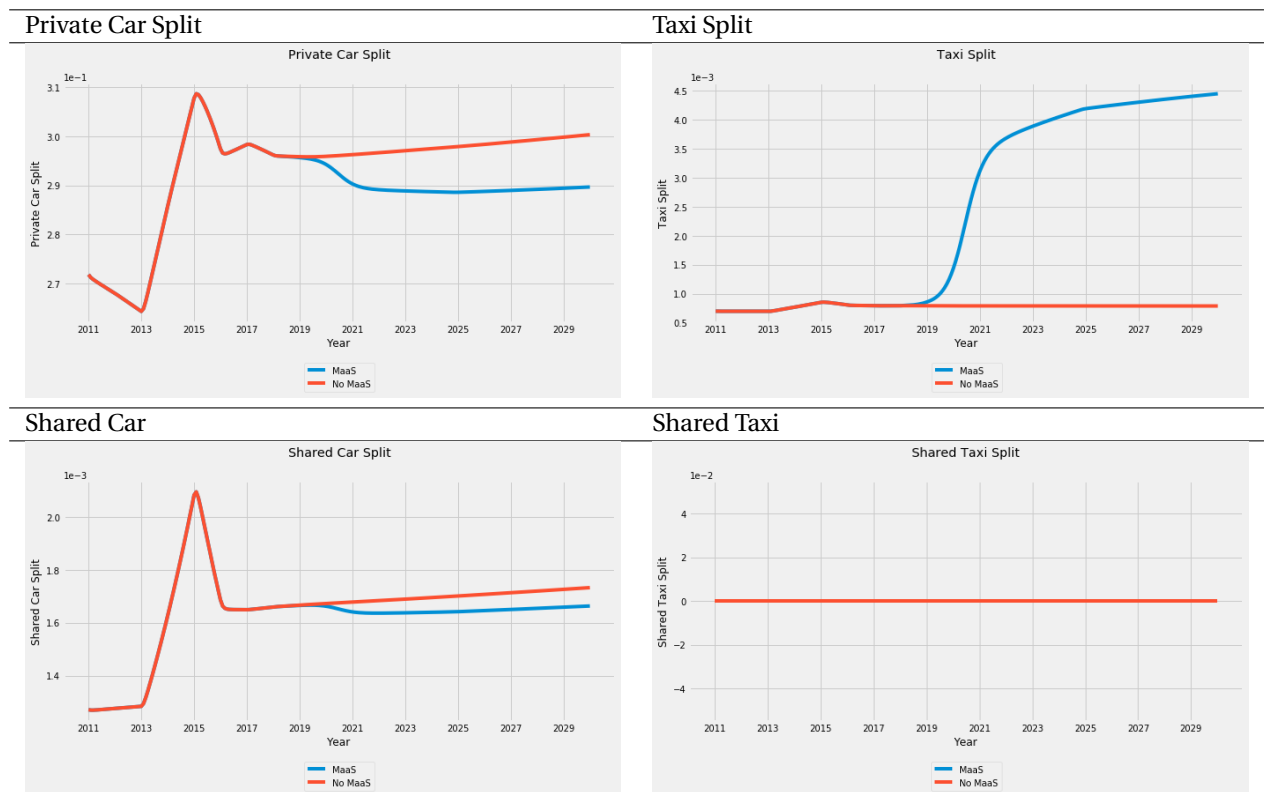 Private Car Split
Taxi Split
Private Car Split
1e−1
3.1
3.0
2.9
2.8
2.7
Private Car Split
2011 2013 2015 2017 2019 2021 2023 2025 2027 2029
Year
MaaS
No MaaS
Taxi Split
1e−3
4.5
4.0
3.5
3.0
2.5
2.0
1.5
1.0
0.5
Taxi Split
2011 2013 2015 2017 2019 2021 2023 2025 2027 2029
Year
MaaS
No MaaS
Shared Car
Shared Taxi
Shared Car Split
1e−3
2.0
1.8
1.6
1.4
Shared Car Split
2011 2013 2015 2017 2019 2021 2023 2025 2027 2029
Year
MaaS
No MaaS
Shared Taxi Split
1e−2
4
2
0
−2
−4
Shared Taxi Split
2011 2013 2015 2017 2019 2021 2023 2025 2027 2029
Year
MaaS
No MaaS